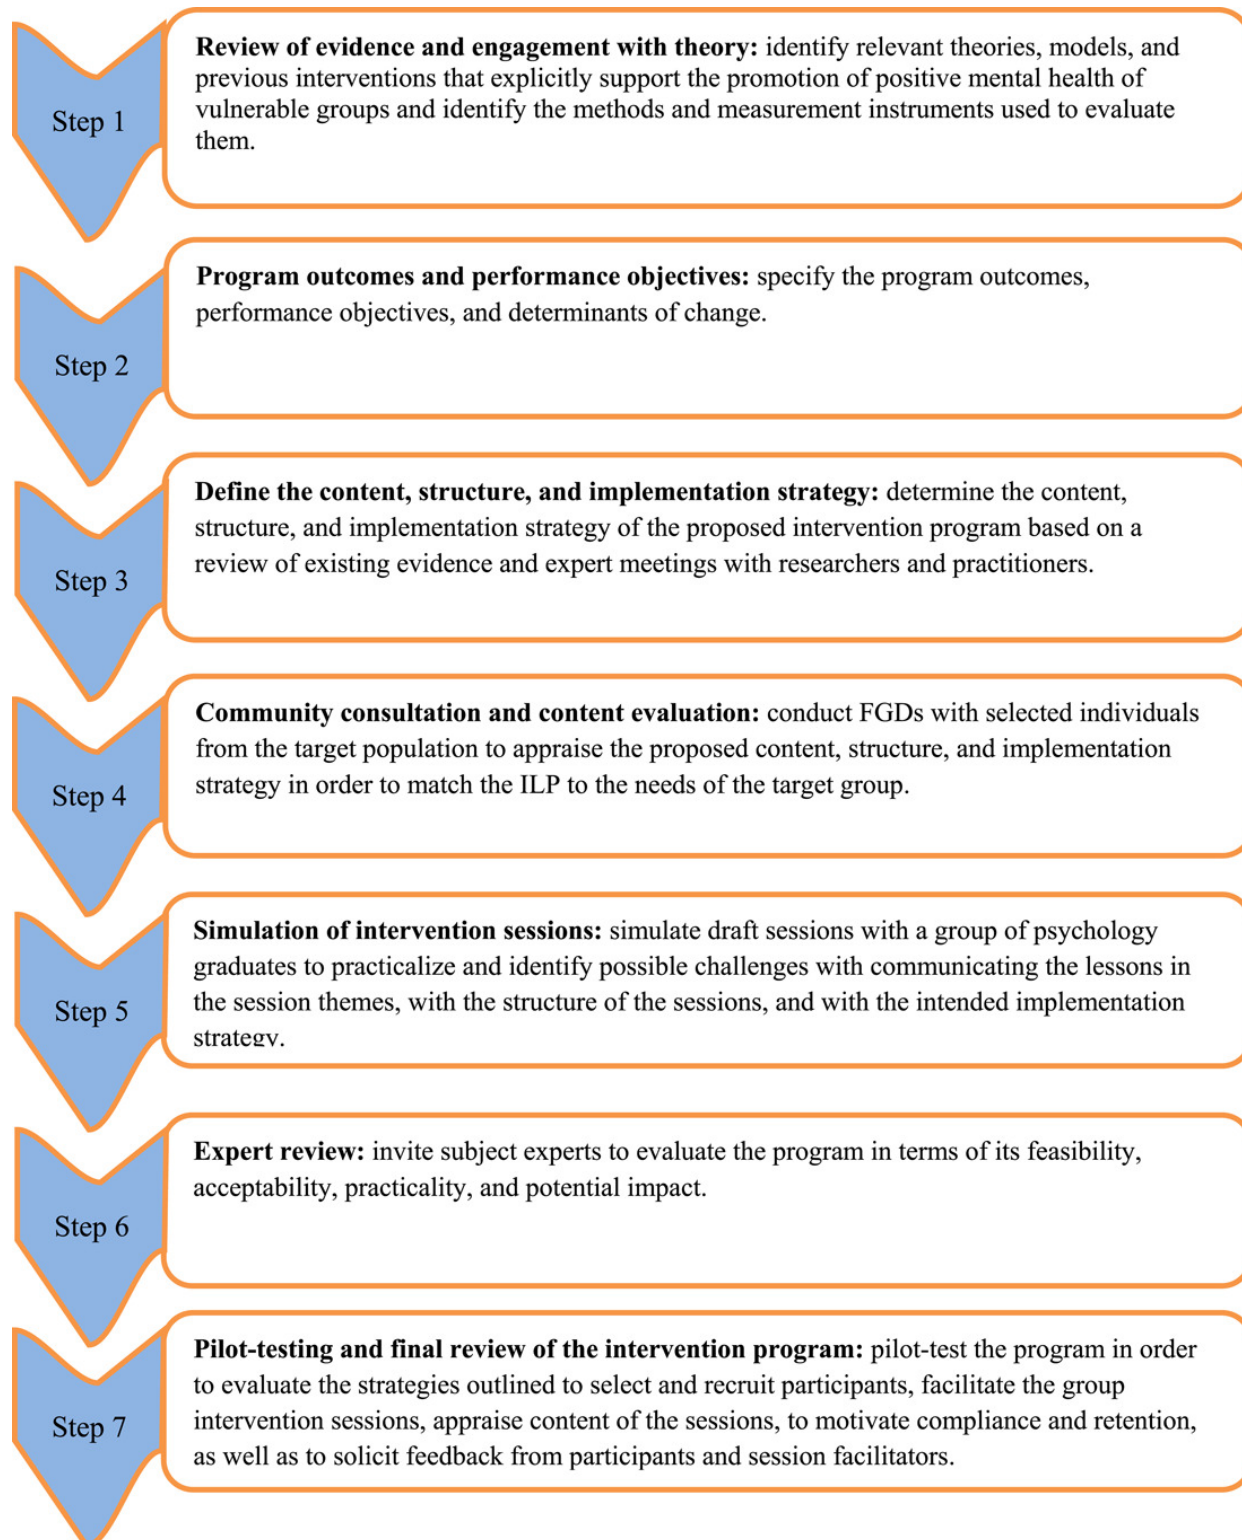 Step 1
Review of evidence and engagement with theory: identify relevant theories, models, and
previous interventions that explicitly support the promotion of positive mental health of
vulnerable groups and identify the methods and measurement instruments used to evaluate
them.
Step 2
Program outcomes and performance objectives: specify the program outcomes,
performance objectives, and determinants of change.
Step 3
Define the content, structure, and implementation strategy: determine the content,
structure, and implementation strategy of the proposed intervention program based on a
review of existing evidence and expert meetings with researchers and practitioners.
Step 4
Community consultation and content evaluation: conduct FGDs with selected individuals
from the target population to appraise the proposed content, structure, and implementation
strategy in order to match the ILP to the needs of the target group.
Step 5
Simulation of intervention sessions: simulate draft sessions with a group of psychology
graduates to practicalize and identify possible challenges with communicating the lessons in
the session themes, with the structure of the sessions, and with the intended implementation
strategy.
Step 6
Expert review: invite subject experts to evaluate the program in terms of its feasibility,
acceptability, practicality, and potential impact.
Step 7
Pilot-testing and final review of the intervention program: pilot-test the program in order
to evaluate the strategies outlined to select and recruit participants, facilitate the group
intervention sessions, appraise content of the sessions, to motivate compliance and retention,
as well as to solicit feedback from participants and session facilitators.